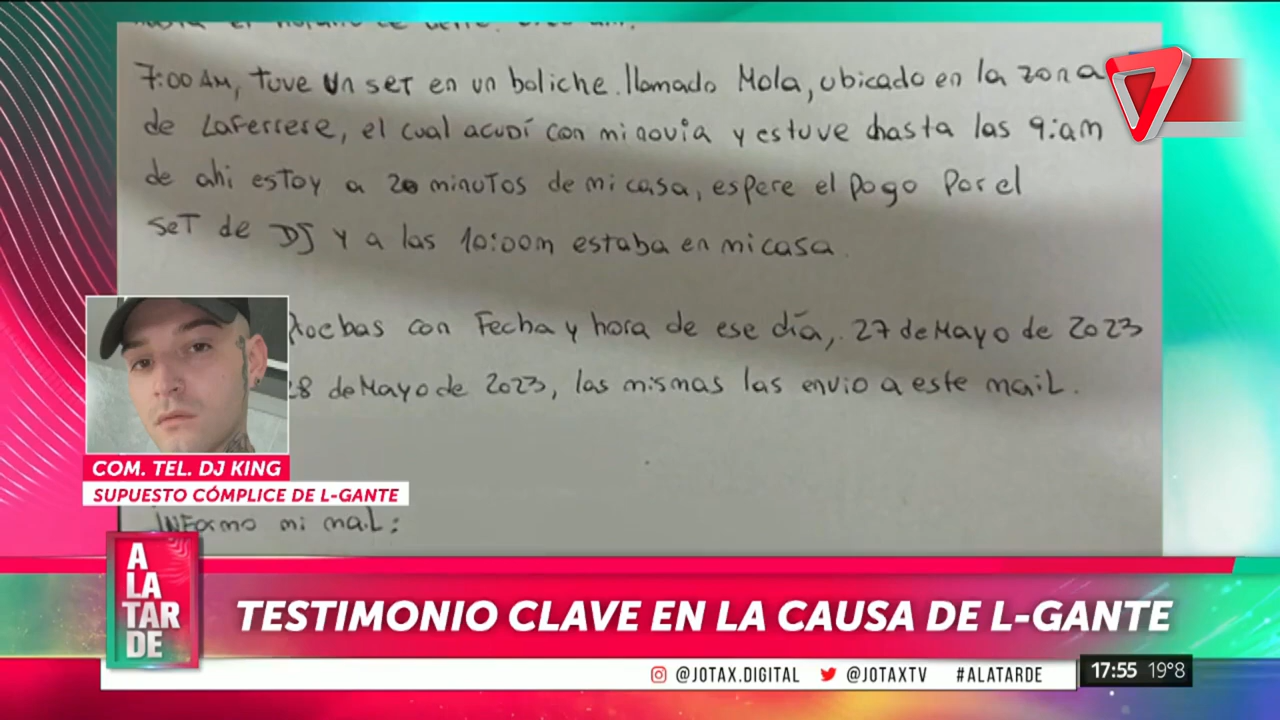 7:00 AM, tuve un set en un boliche. llamado Mola, ubicado en la zona
de Laferrere, el cual acudí con mi novia y estuve hasta las 9:am
de ahi estoy a 20 minutos de mi casa, espere el pago Por el
set de DJ y a las 10:00m estaba en mi casa.
con Fecha y hora de ese día, 27 de Mayo de 2023
28 de Mayo de 2023, las mismas las envio a este mail.
COM. TEL. DJ KING
SUPUESTO CÓMPLICE DE L-GANTE
informo mi mail:
A
LA
TAR
DE
TESTIMONIO CLAVE EN LA CAUSA DE L-GANTE
@JOTAX.DIGITAL @JOTAXTV #ALATARDE
17:55 19°8